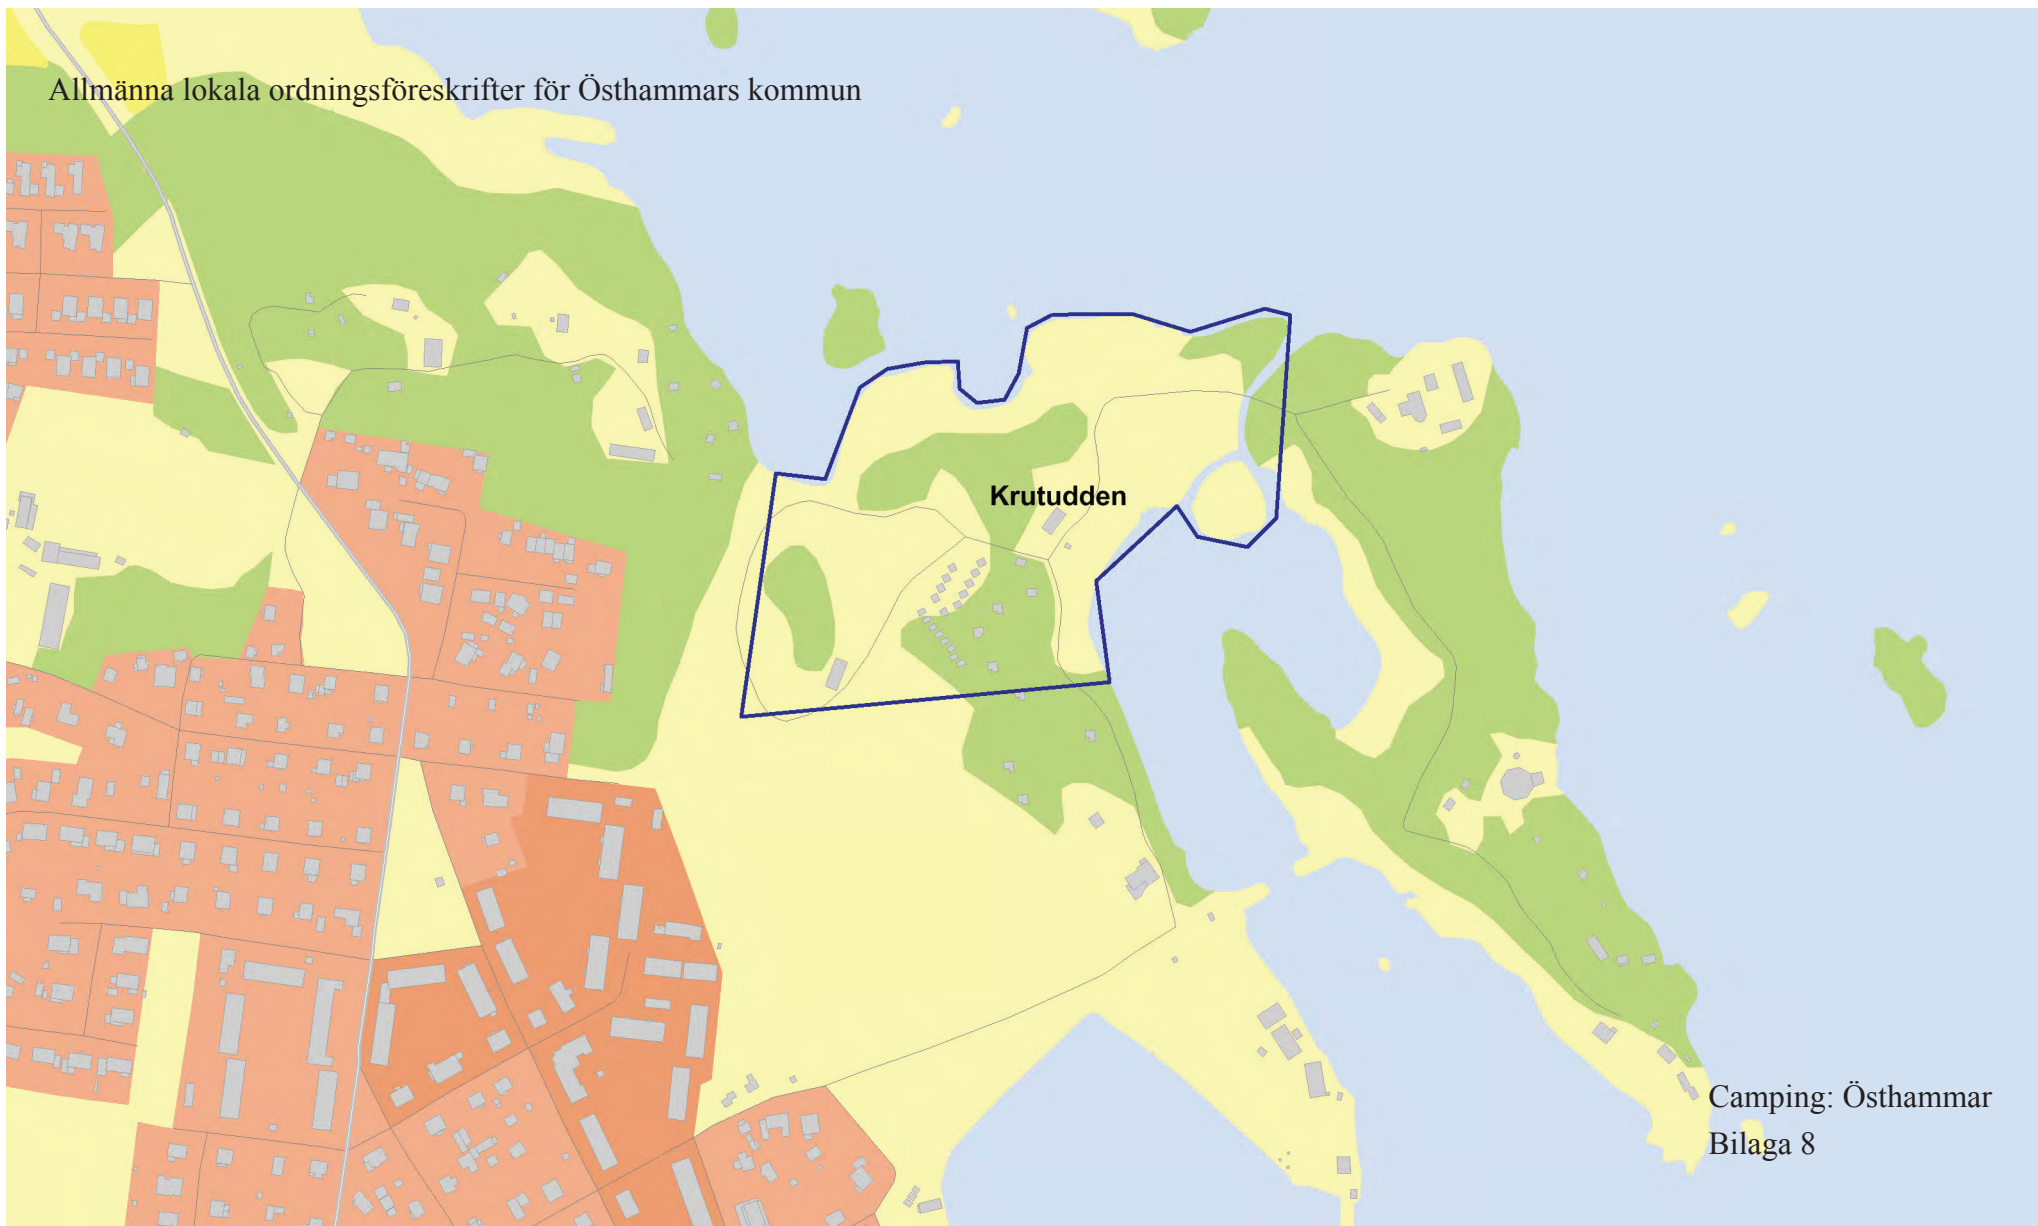 Allmänna lokala ordningsföreskrifter för Östhammars kommun
Krutudden
Camping: Östhammar
Bilaga 8